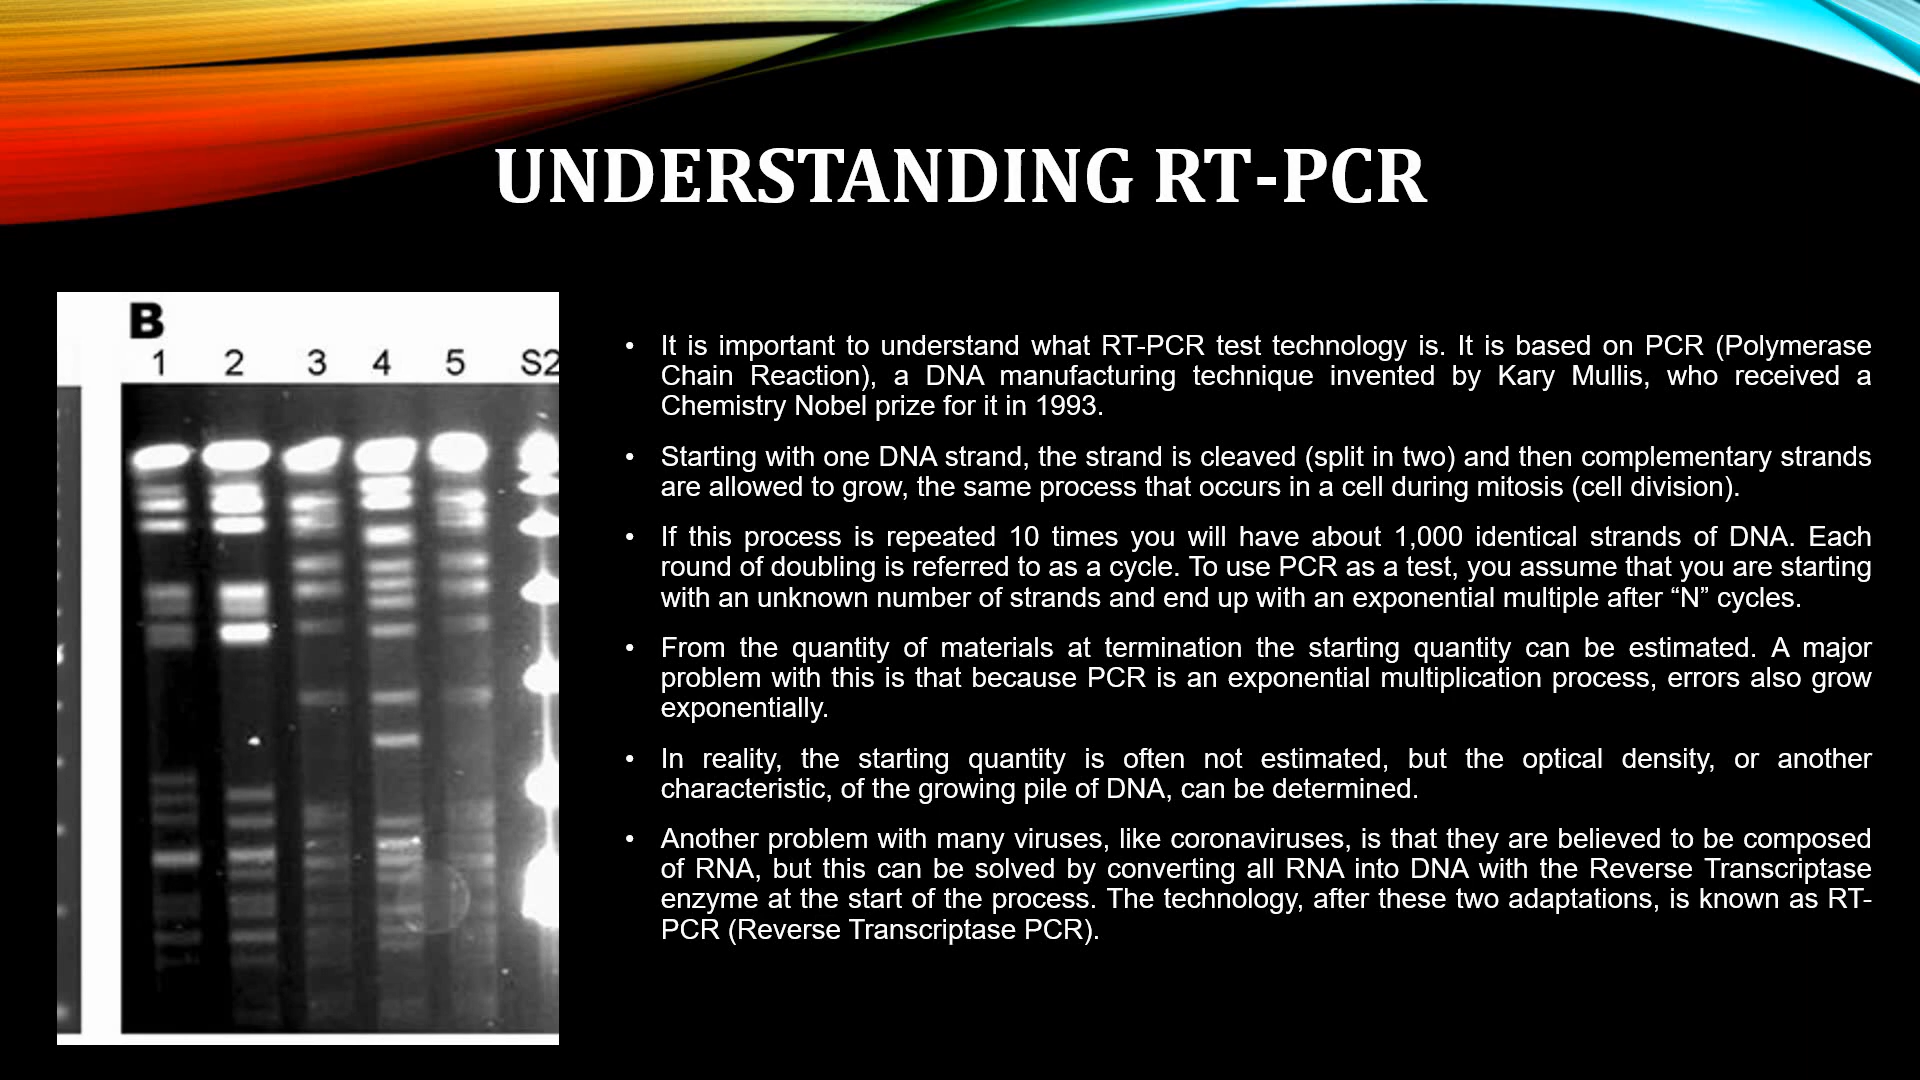 UNDERSTANDING RT-PCR
B
1 2 3 4 5 S2
• It is important to understand what RT-PCR test technology is. It is based on PCR (Polymerase
Chain Reaction), a DNA manufacturing technique invented by Kary Mullis, who received a
Chemistry Nobel prize for it in 1993.
• Starting with one DNA strand, the strand is cleaved (split in two) and then complementary strands
are allowed to grow, the same process that occurs in a cell during mitosis (cell division).
• If this process is repeated 10 times you will have about 1,000 identical strands of DNA. Each
round of doubling is referred to as a cycle. To use PCR as a test, you assume that you are starting
with an unknown number of strands and end up with an exponential multiple after “N” cycles.
• From the quantity of materials at termination the starting quantity can be estimated. A major
problem with this is that because PCR is an exponential multiplication process, errors also grow
exponentially.
• In reality, the starting quantity is often not estimated, but the optical density, or another
characteristic, of the growing pile of DNA, can be determined.
• Another problem with many viruses, like coronaviruses, is that they are believed to be composed
of RNA, but this can be solved by converting all RNA into DNA with the Reverse Transcriptase
enzyme at the start of the process. The technology, after these two adaptations, is known as RT-
PCR (Reverse Transcriptase PCR).